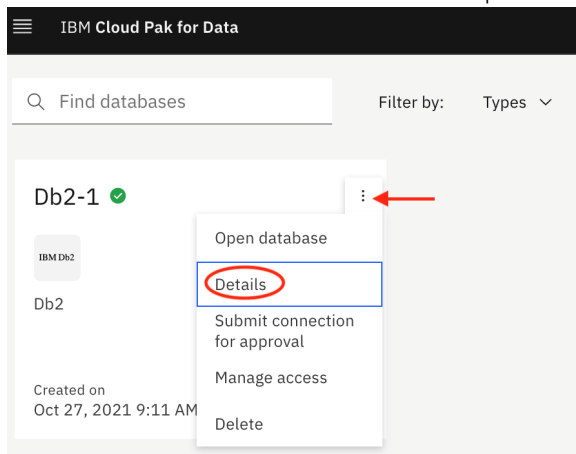 IBM Cloud Pak for Data
Find databases
Filter by:
Types
Db2-1
Open database
IBM Db2
Details
Db2
Submit connection
for approval
Manage access
Created on
Oct 27, 2021 9:11 AM
Delete